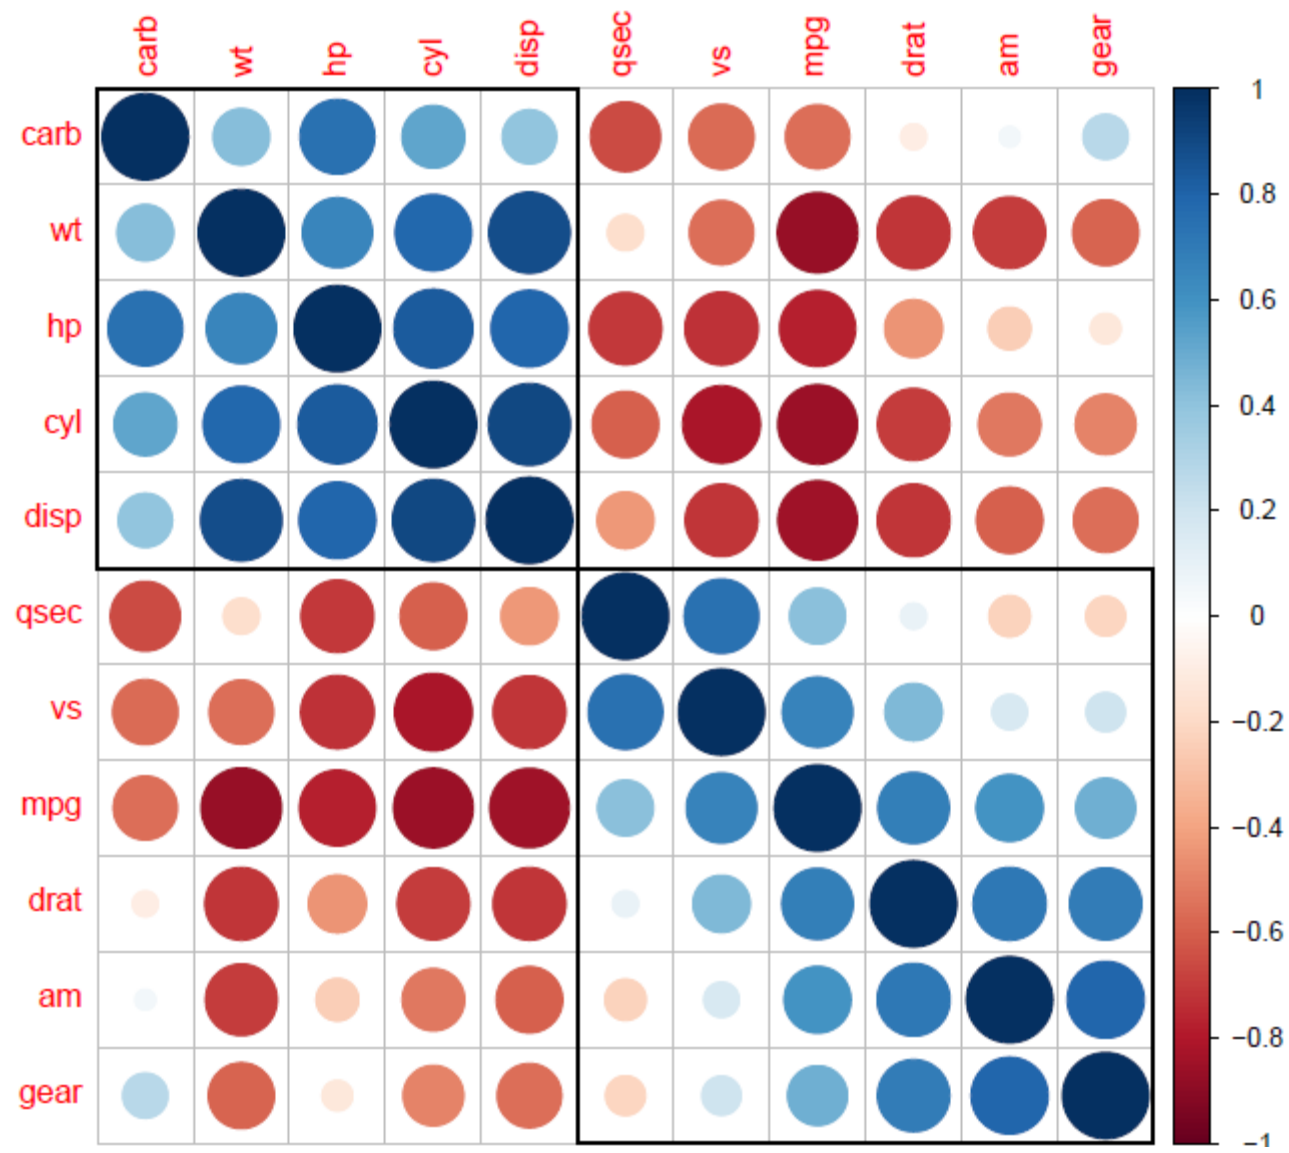 carb wt hp cyl disp qsec vs mpg drat am gear
carb
wt
hp
cyl
disp
qsec
vs
mpg
drat
am
gear
1
0.8
0.6
0.4
0.2
0
−0.2
−0.4
−0.6
−0.8
−1